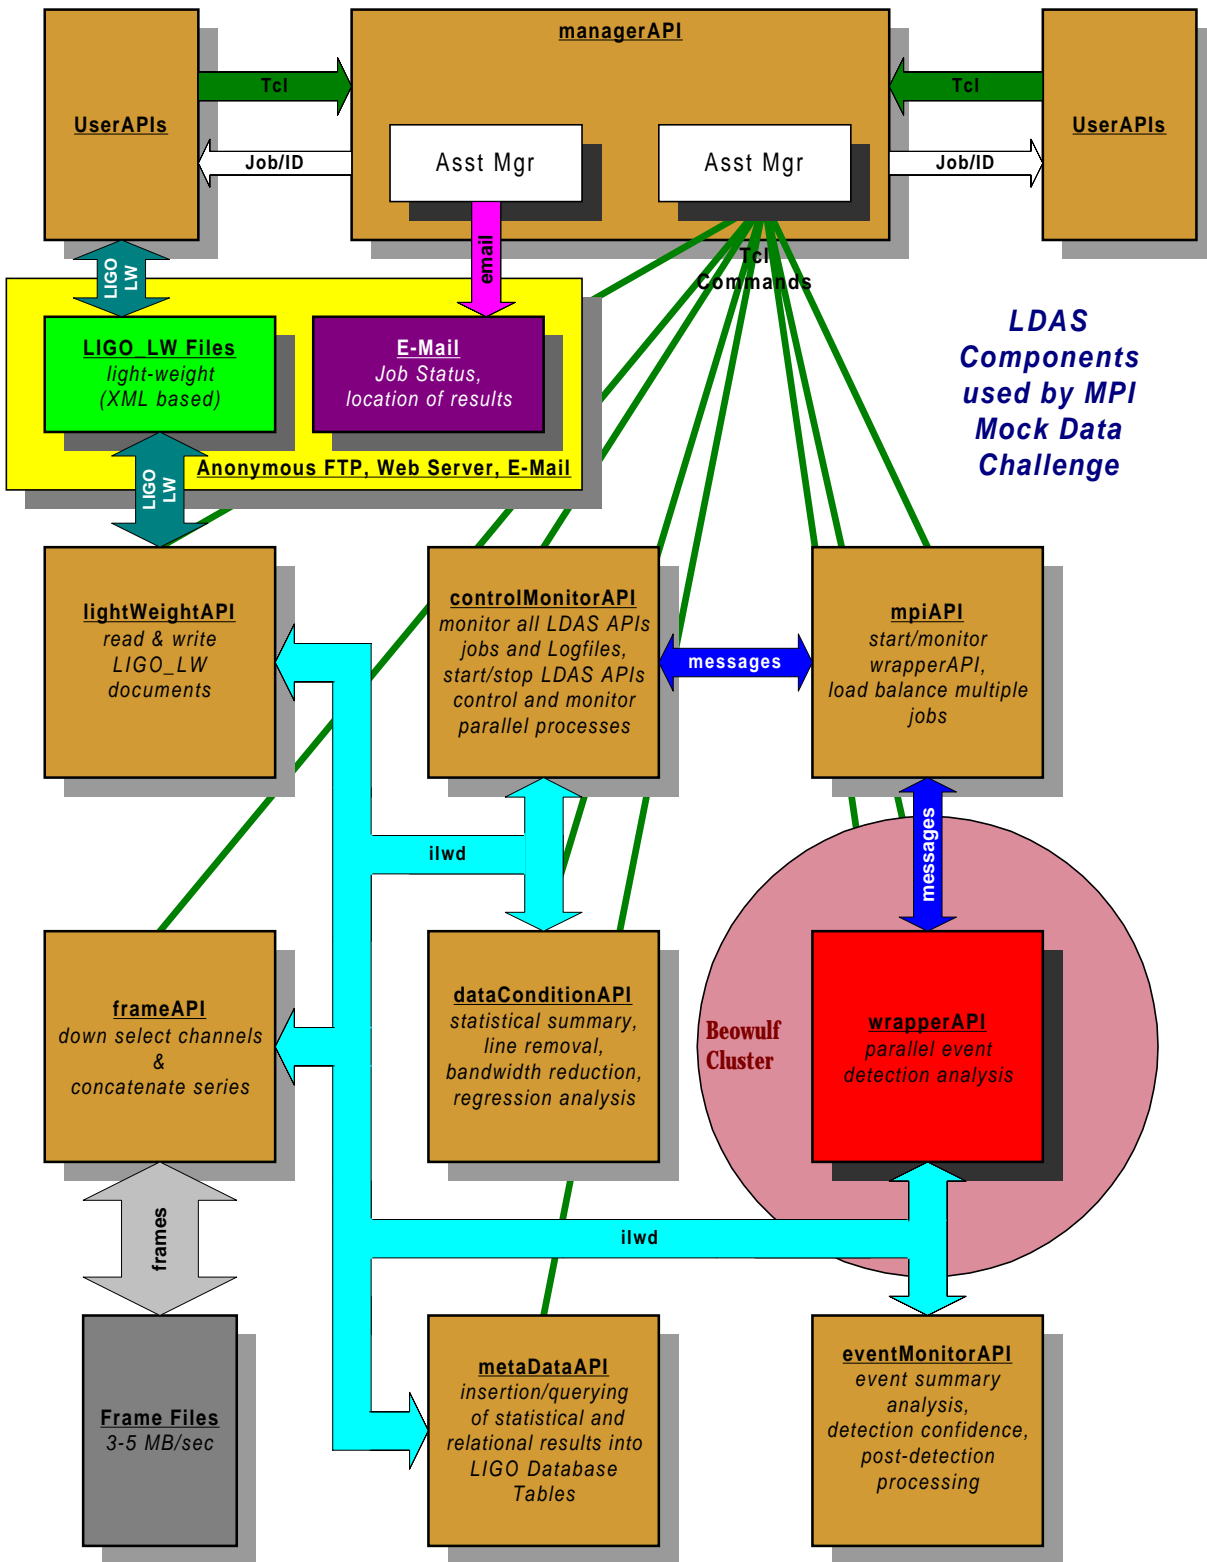 managerAPI
Tcl
Tcl
UserAPIs
UserAPIs
Job/ID
Asst Mgr
Asst Mgr
Job/ID
email
LIGO
LW
Tcl
Commands
LIGO_LW Files
light-weight
(XML based)
E-Mail
Job Status,
location of results
Anonymous FTP, Web Server, E-Mail
LDAS
Components
used by MPI
Mock Data
Challenge
LIGO
LW
lightWeightAPI
read & write
LIGO_LW
documents
controlMonitorAPI
monitor all LDAS APIs
jobs and Logfiles,
start/stop LDAS APIs
control and monitor
parallel processes
messages
mpiAPI
start/monitor
wrapperAPI,
load balance multiple
jobs
ilwd
messages
frameAPI
down select channels
&
concatenate series
dataConditionAPI
statistical summary,
line removal,
bandwidth reduction,
regression analysis
Beowulf
Cluster
wrapperAPI
parallel event
detection analysis
frames
ilwd
Frame Files
3-5 MB/sec
metaDataAPI
insertion/querying
of statistical and
relational results into
LIGO Database
Tables
eventMonitorAPI
event summary
analysis,
detection confidence,
post-detection
processing